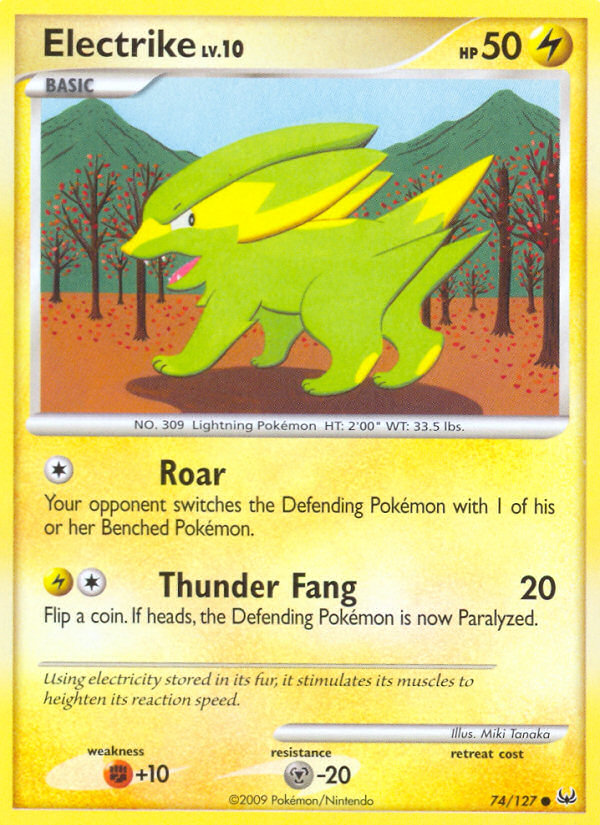 Electrike LV.10
HP 50
BASIC
NO. 309 Lightning Pokémon HT: 2'00" WT: 33.5 lbs.
Roar
Your opponent switches the Defending Pokémon with 1 of his
or her Benched Pokémon.
Thunder Fang 20
Flip a coin. If heads, the Defending Pokémon is now Paralyzed.
Using electricity stored in its fur, it stimulates its muscles to
heighten its reaction speed.
Illus. Miki Tanaka
weakness resistance retreat cost
+10 -20
©2009 Pokémon/Nintendo 74/127